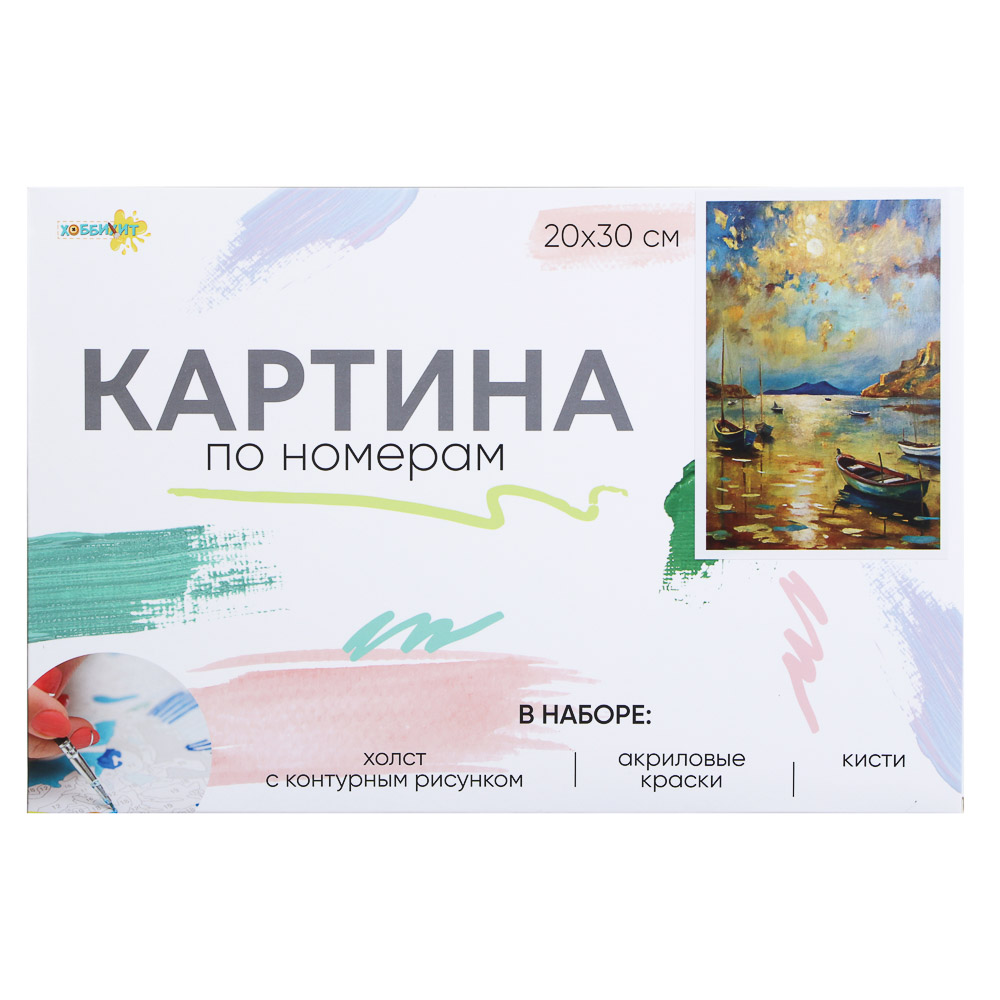 ХОББИХИТ
20x30 см
КАРТИНА
по номерам
В НАБОРЕ:
холст
с контурным рисунком
акриловые
краски
кисти